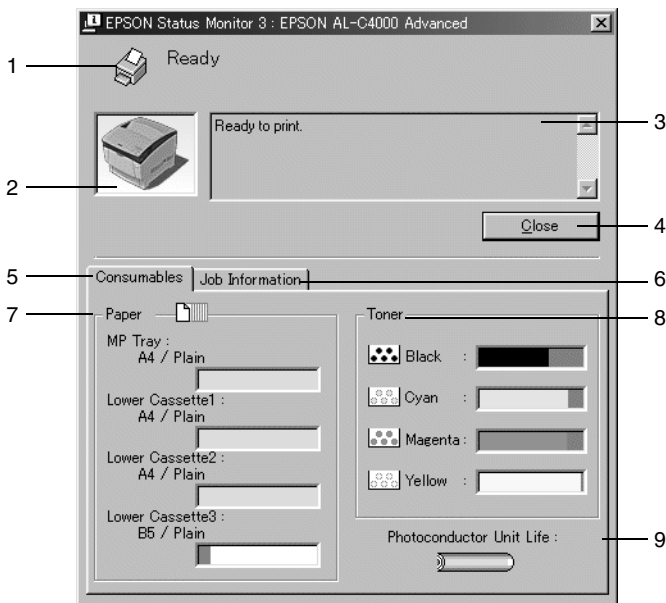 EPSON Status Monitor 3 : EPSON AL-C4000 Advanced
1
Ready
2
Ready to print.
3
Close
4
5
Consumables
Job Information
6
7
Paper
MP Tray :
A4 / Plain
Lower Cassette1 :
A4 / Plain
Lower Cassette2 :
A4 / Plain
Lower Cassette3 :
B5 / Plain
Toner
8
Black :
Cyan :
Magenta :
Yellow :
Photoconductor Unit Life :
9